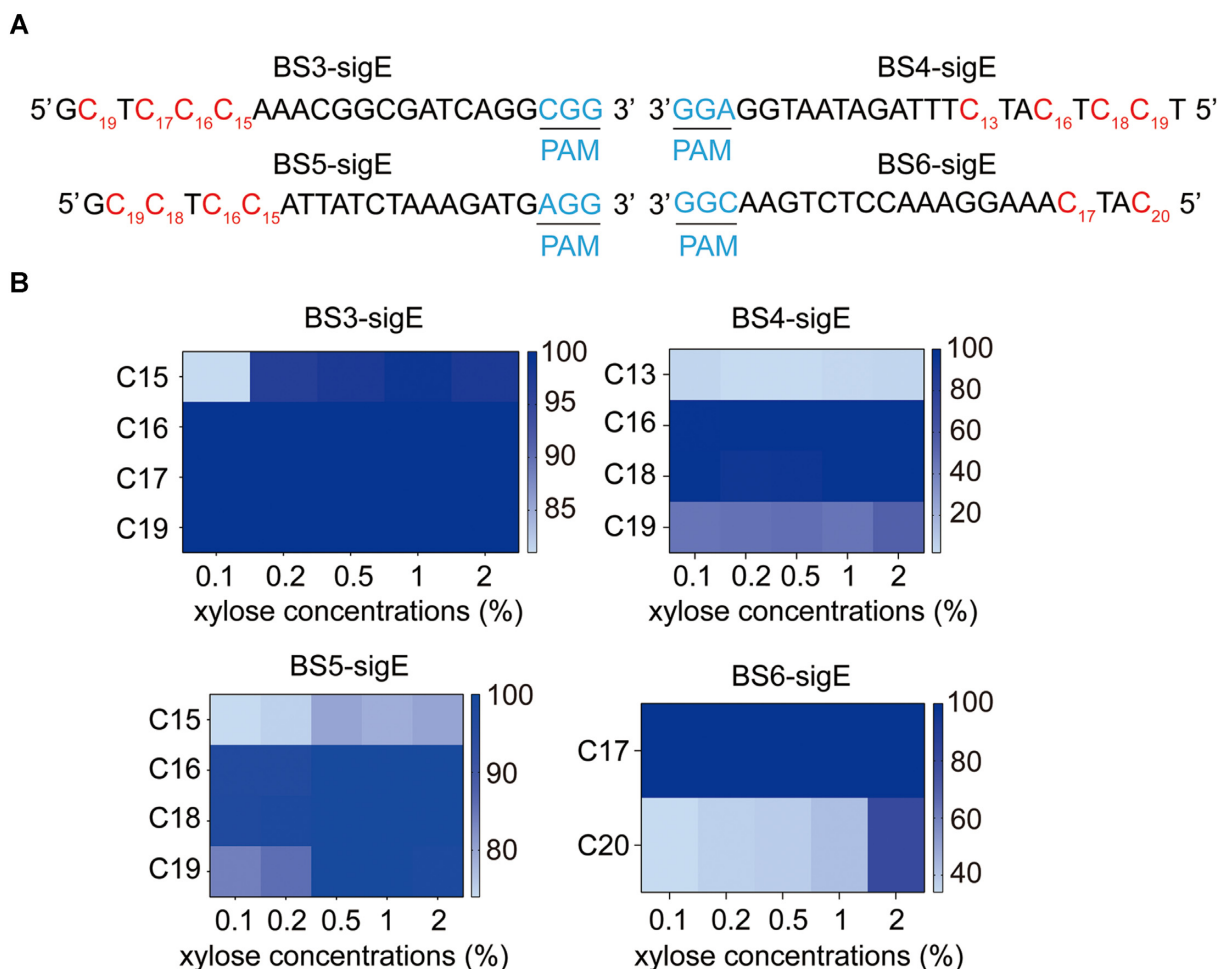 A
BS3-sigE BS4-sigE
5’GC19TC17C16C15AAACGGCGATCAGGCGG 3’ 3’GGAGGTAATAGATTTC13TAC16TC18C19T 5’
PAM PAM
BS5-sigE BS6-sigE
5’GC19C18TC16C15ATTATCTAAAGATGAGG 3’ 3’GGCAAGTCTCCAAAGGAAAC17TAC20 5’
PAM PAM
B
BS3-sigE
C15
C16
C17
C19
100
95
90
85
0.1 0.2 0.5 1 2
xylose concentrations (%)
BS4-sigE
C13
C16
C18
C19
100
80
60
40
20
0.1 0.2 0.5 1 2
xylose concentrations (%)
BS5-sigE
C15
C16
C18
C19
100
90
80
0.1 0.2 0.5 1 2
xylose concentrations (%)
BS6-sigE
C17
C20
100
80
60
40
0.1 0.2 0.5 1 2
xylose concentrations (%)